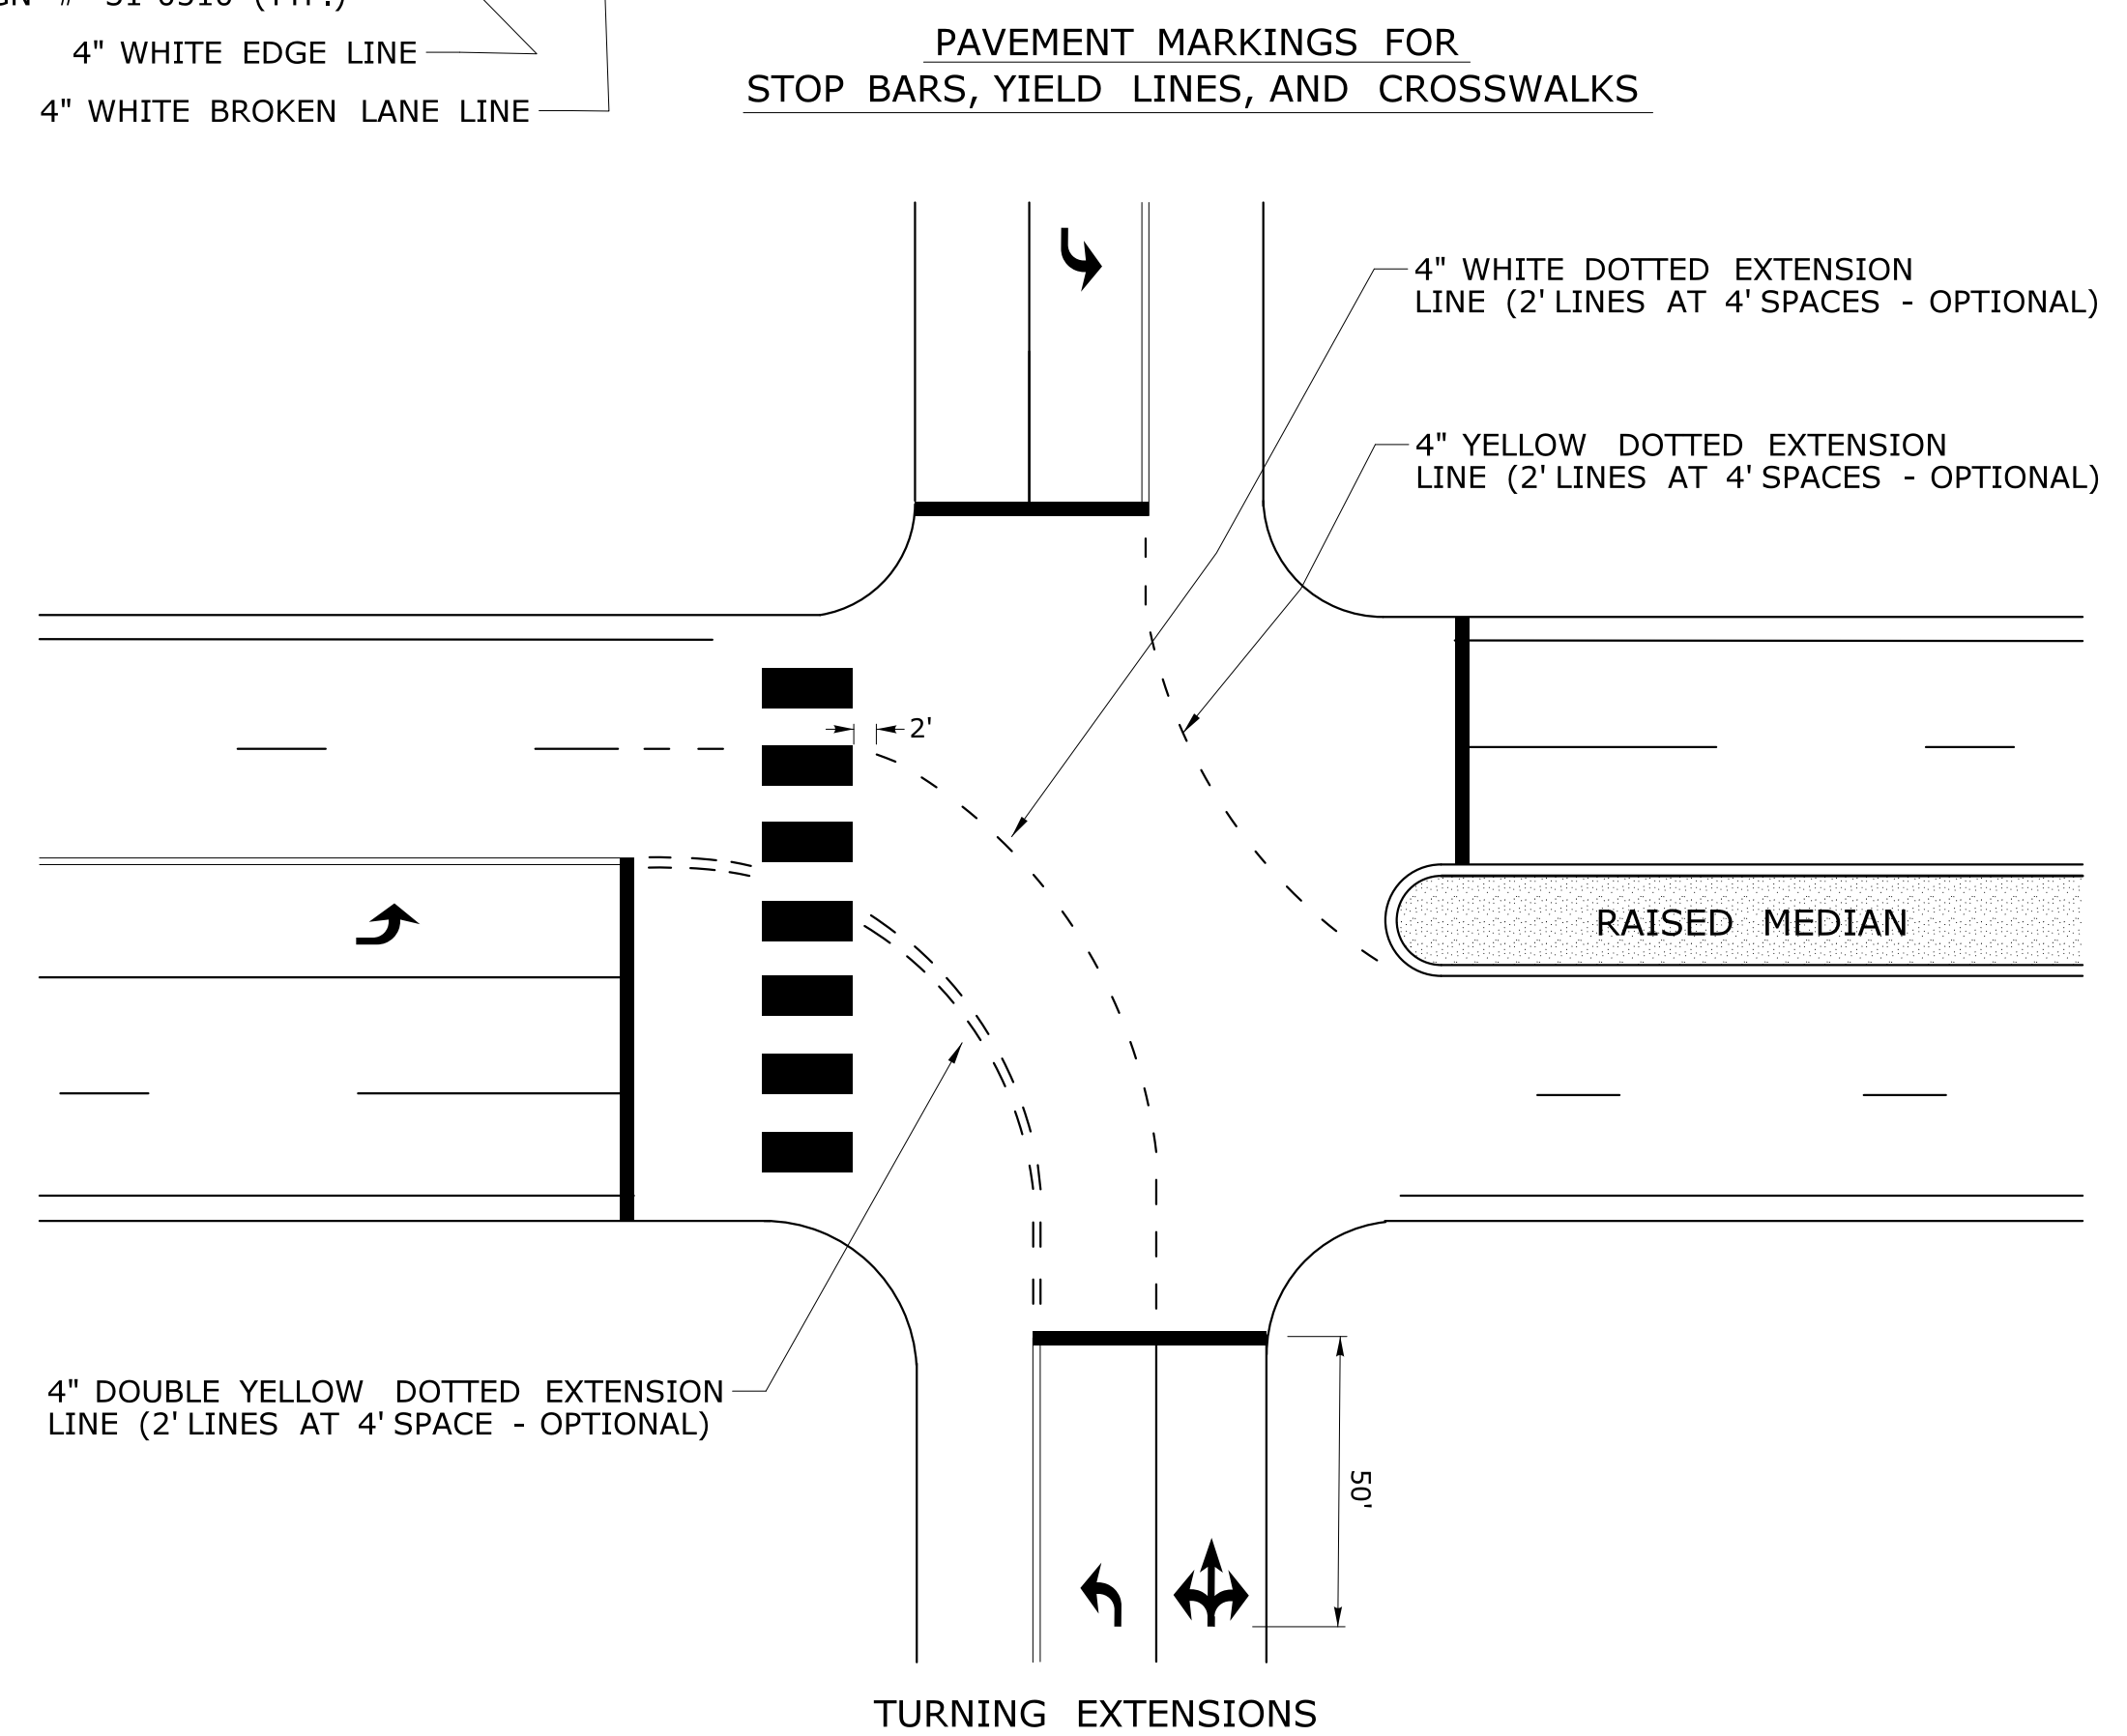 4" WHITE EDGE LINE
4" WHITE BROKEN LANE LINE
PAVEMENT MARKINGS FOR
STOP BARS, YIELD LINES, AND CROSSWALKS
4" WHITE DOTTED EXTENSION
LINE (2' LINES AT 4' SPACES - OPTIONAL)
4" YELLOW DOTTED EXTENSION
LINE (2' LINES AT 4' SPACES - OPTIONAL)
2'
RAISED MEDIAN
4" DOUBLE YELLOW DOTTED EXTENSION
LINE (2' LINES AT 4' SPACE - OPTIONAL)
50'
TURNING EXTENSIONS